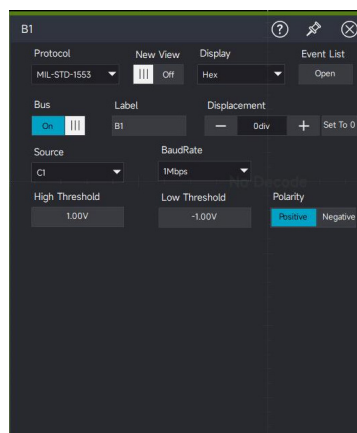 B1
Protocol New View Display Event List
MIL-STD-1553 Off Hex Open
Bus Label Displacement
On B1 0div Set To 0
Source BaudRate
C1 1Mbps
No Decode
High Threshold Low Threshold Polarity
1.00V -1.00V Positive Negative